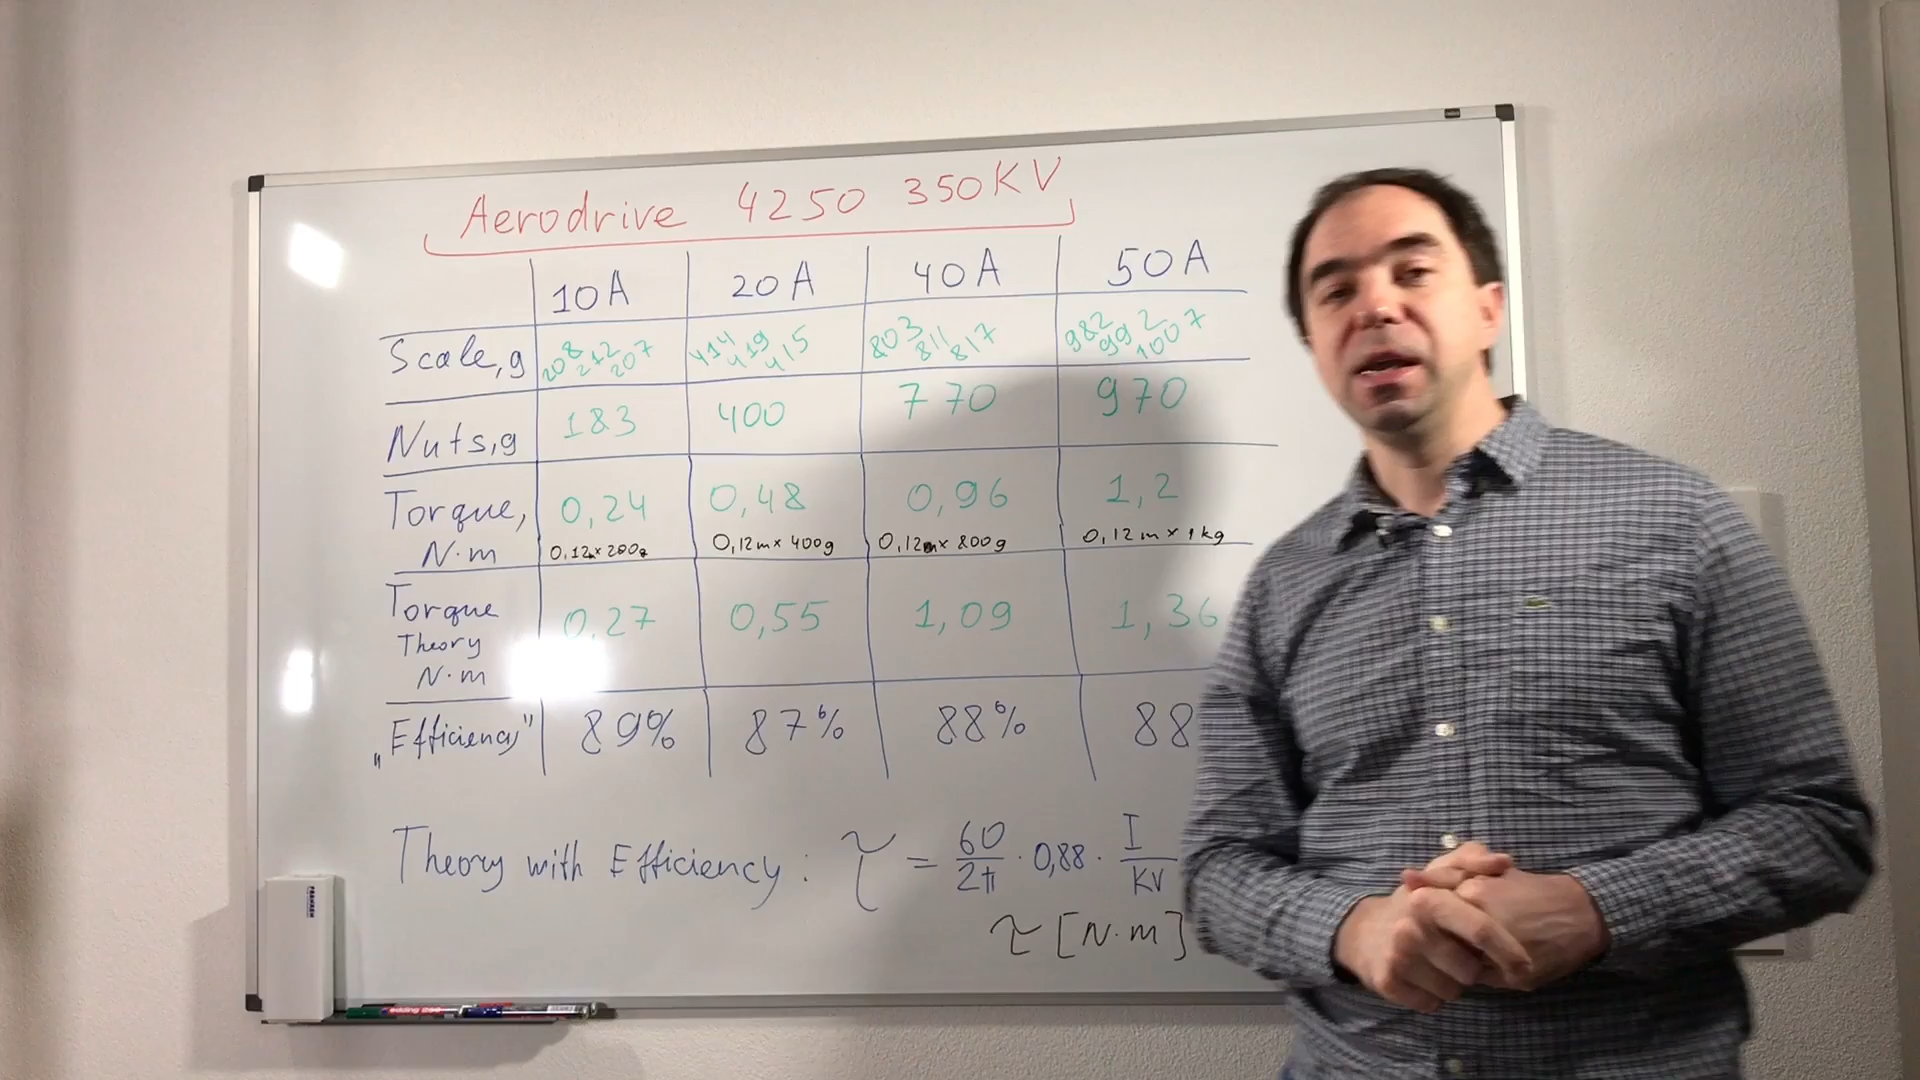 Aerodrive 4250 350KV
10A 20A 40A 50A
Scale,g 208 212 207 414 419 415 803 811 817 982 992 1007
Nuts,g 183 400 770 970
Torque, N·m 0,24 0,48 0,96 1,2
0,12m×200g 0,12m×400g 0,12m×800g 0,12m×1kg
Torque Theory N·m 0,27 0,55 1,09 1,36
„Efficiency" 89% 87% 88% 88
Theory with Efficiency: τ = 60/2π · 0,88 · I/KV
τ [N·m]
edding